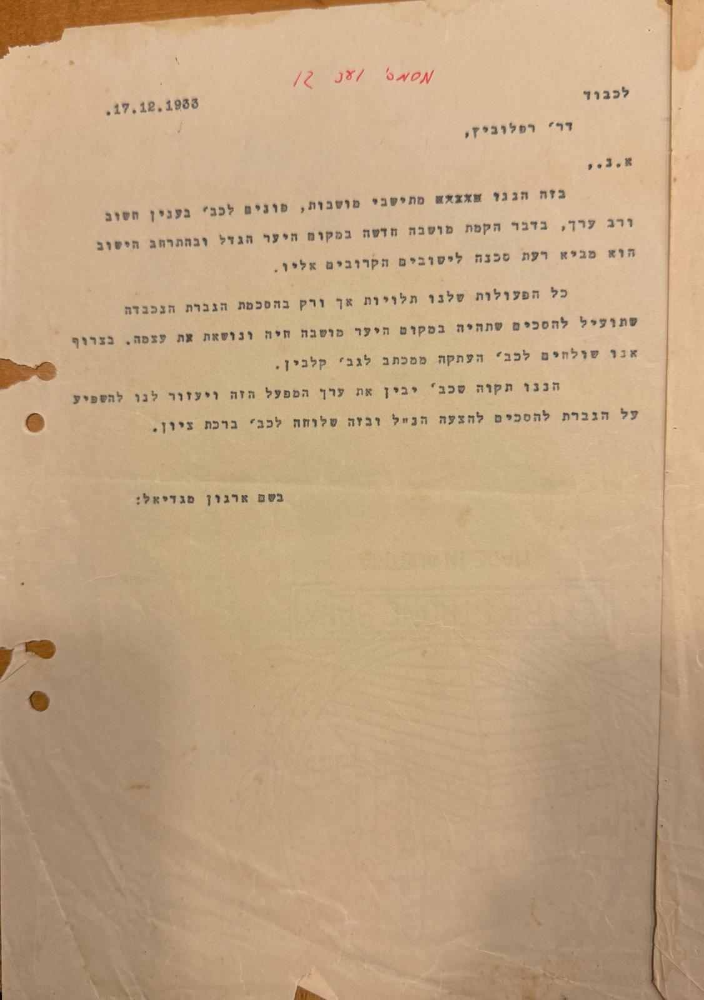 מסמכ' ועד 12
לכבוד
17.12.1933.
דר' רפלוביץ,
א.נ.,
בזה הננו מתישבי מושבות, פונים לכב' בענין חשוב
ורב ערך, בדבר הקמת מושבה חדשה במקום היער הגדל ובהתרחב הישוב
הוא מביא רעת סכנה לישובים הקרובים אליו.
כל הפעולות שלנו תלויות אך ורק בהסכמת הגברת הנכבדה
שתועיל להסכים שתהיה במקום היער מושבה חיה ונושאת את עצמה. בצרוף
אנו שולחים לכב' העתקה ממכתב לגב' קלבין.
הננו תקוה שכב' יבין את ערך המפעל הזה ויעזור לנו להשפיע
על הגברת להסכים להצעה הנ"ל ובזה שלוחה לכב' ברכת ציון.
בשם ארגון מגדיאל: